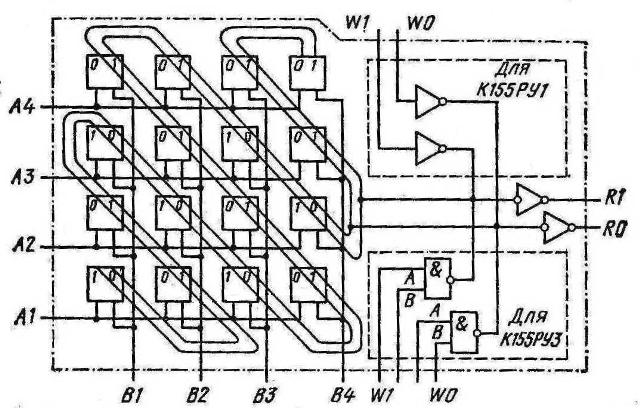 W1 W0
Для
К155РУ1
0 1 0 1 0 1 0 1
A4
1 0 0 1 1 0 0 1
A3
R1
R0
0 1 0 1 0 1 1 0
A2
& A B
1 0 1 0 1 0 0 1
& A B
Для
К155РУ3
A1
B1 B2 B3 B4 W1 W0